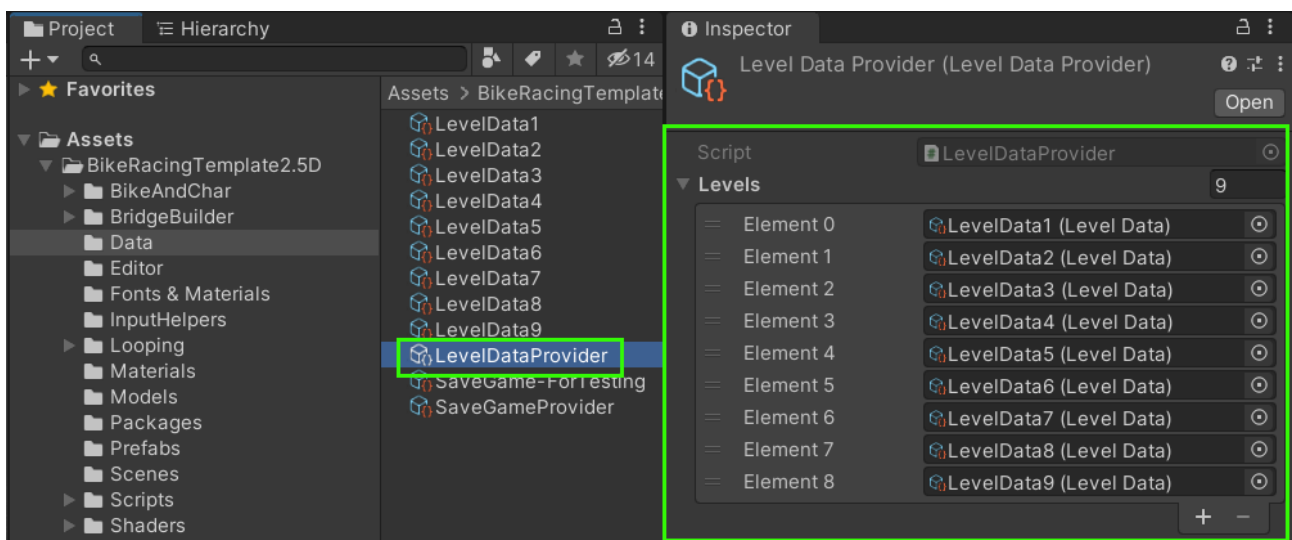 Project
Hierarchy
14
Favorites
Assets
BikeRacingTemplate2.5D
BikeAndChar
BridgeBuilder
Data
Editor
Fonts & Materials
InputHelpers
Looping
Materials
Models
Packages
Prefabs
Scenes
Scripts
Shaders
Assets > BikeRacingTemplate
LevelData1
LevelData2
LevelData3
LevelData4
LevelData5
LevelData6
LevelData7
LevelData8
LevelData9
LevelDataProvider
SaveGame-ForTesting
SaveGameProvider
Inspector
Level Data Provider (Level Data Provider)
Open
Script LevelDataProvider
Levels 9
Element 0 LevelData1 (Level Data)
Element 1 LevelData2 (Level Data)
Element 2 LevelData3 (Level Data)
Element 3 LevelData4 (Level Data)
Element 4 LevelData5 (Level Data)
Element 5 LevelData6 (Level Data)
Element 6 LevelData7 (Level Data)
Element 7 LevelData8 (Level Data)
Element 8 LevelData9 (Level Data)